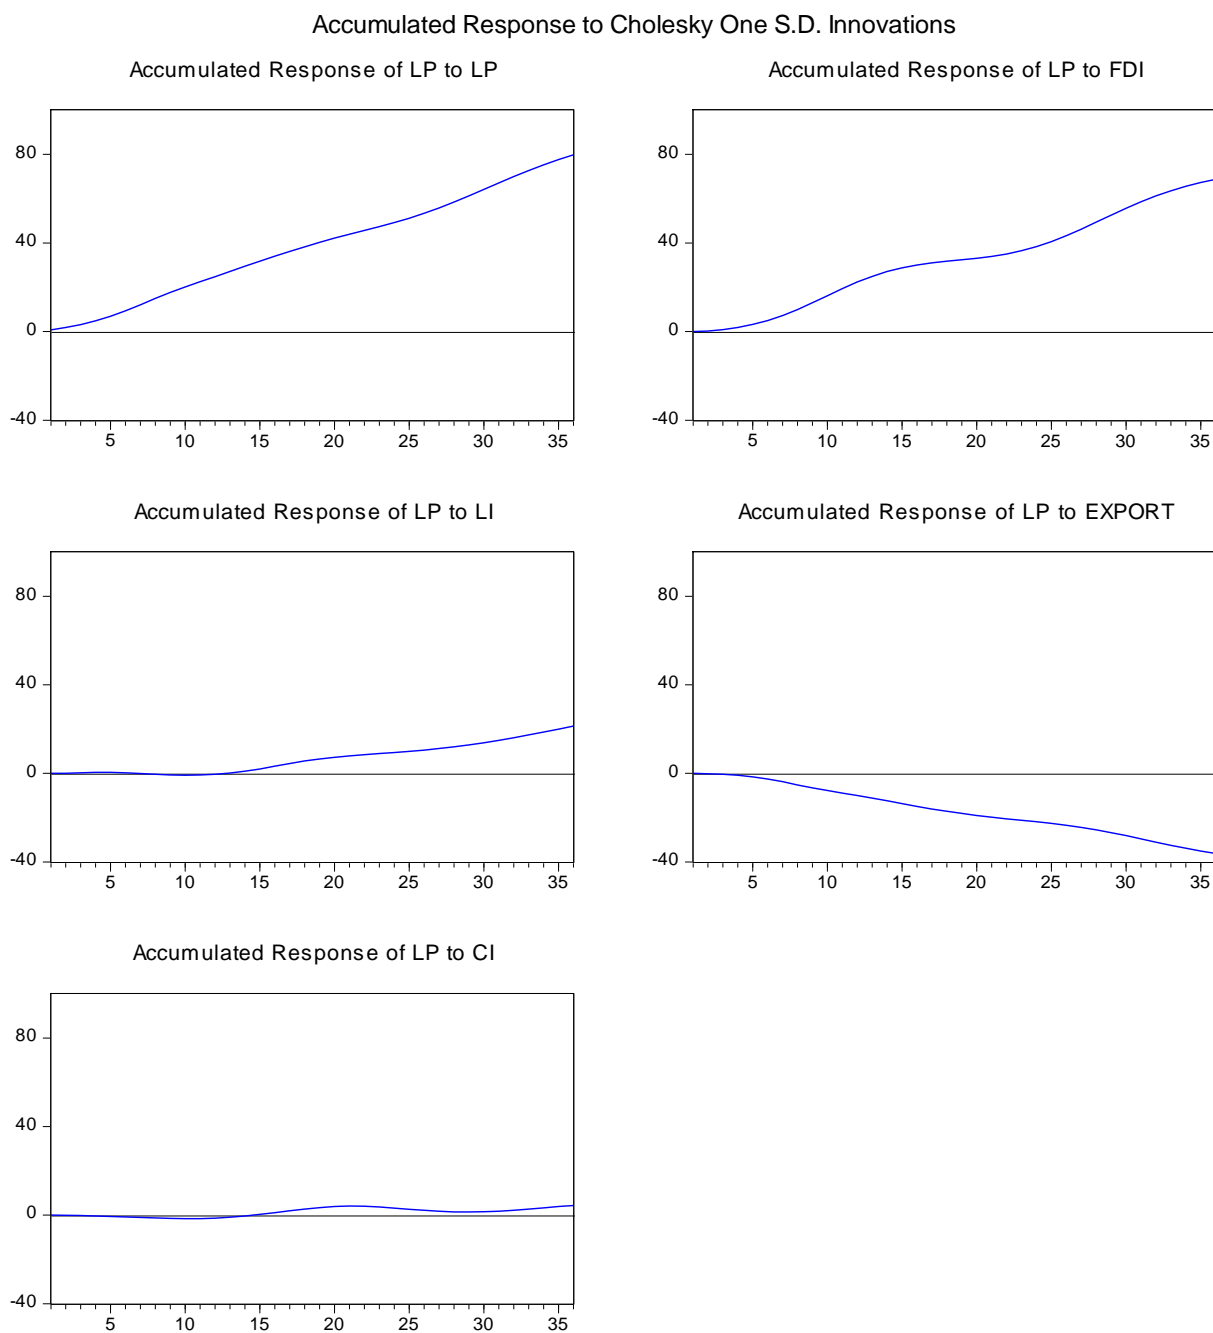 Accumulated Response to Cholesky One S.D. Innovations
Accumulated Response of LP to LP
80
40
0
-40
5 10 15 20 25 30 35
Accumulated Response of LP to FDI
80
40
0
-40
5 10 15 20 25 30 35
Accumulated Response of LP to LI
80
40
0
-40
5 10 15 20 25 30 35
Accumulated Response of LP to EXPORT
80
40
0
-40
5 10 15 20 25 30 35
Accumulated Response of LP to CI
80
40
0
-40
5 10 15 20 25 30 35